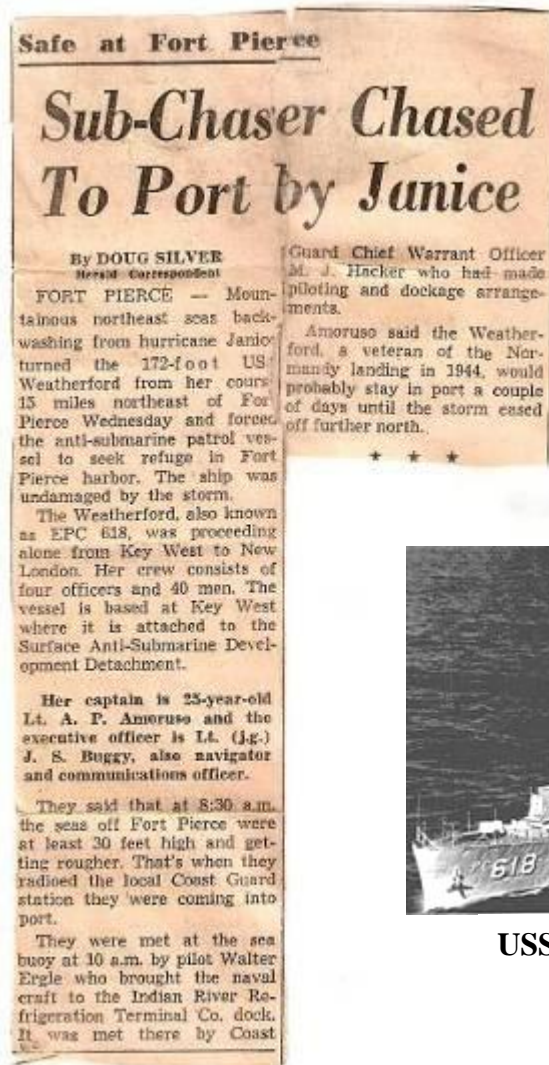 Safe at Fort Pierce
Sub-Chaser Chased
To Port by Janice
By DOUG SILVER
Herald Correspondent
FORT PIERCE — Moun-
tainous northeast seas back-
washing from hurricane Janice
turned the 172-foot US
Weatherford from her cours
15 miles northeast of For
Pierce Wednesday and forced
the anti-submarine patrol ves-
sel to seek refuge in Fort
Pierce harbor. The ship was
undamaged by the storm.
The Weatherford, also known
as EPC 618, was proceeding
alone from Key West to New
London. Her crew consists of
four officers and 40 men. The
vessel is based at Key West
where it is attached to the
Surface Anti-Submarine Devel-
opment Detachment.
Her captain is 25-year-old
Lt. A. P. Amoruso and the
executive officer is Lt. (j.g.)
J. S. Buggy, also navigator
and communications officer.
They said that at 8:30 a.m.
the seas off Fort Pierce were
at least 30 feet high and get-
ting rougher. That's when they
radioed the local Coast Guard
station they were coming into
port.
They were met at the sea
buoy at 10 a.m. by pilot Walter
Ergle who brought the naval
craft to the Indian River Re-
frigeration Terminal Co. dock.
It was met there by Coast
Guard Chief Warrant Officer
M. J. Hacker who had made
piloting and dockage arrange-
ments.
Amoruso said the Weather-
ford, a veteran of the Nor-
mandy landing in 1944, would
probably stay in port a couple
of days until the storm eased
off further north.
★ ★ ★
618
USS